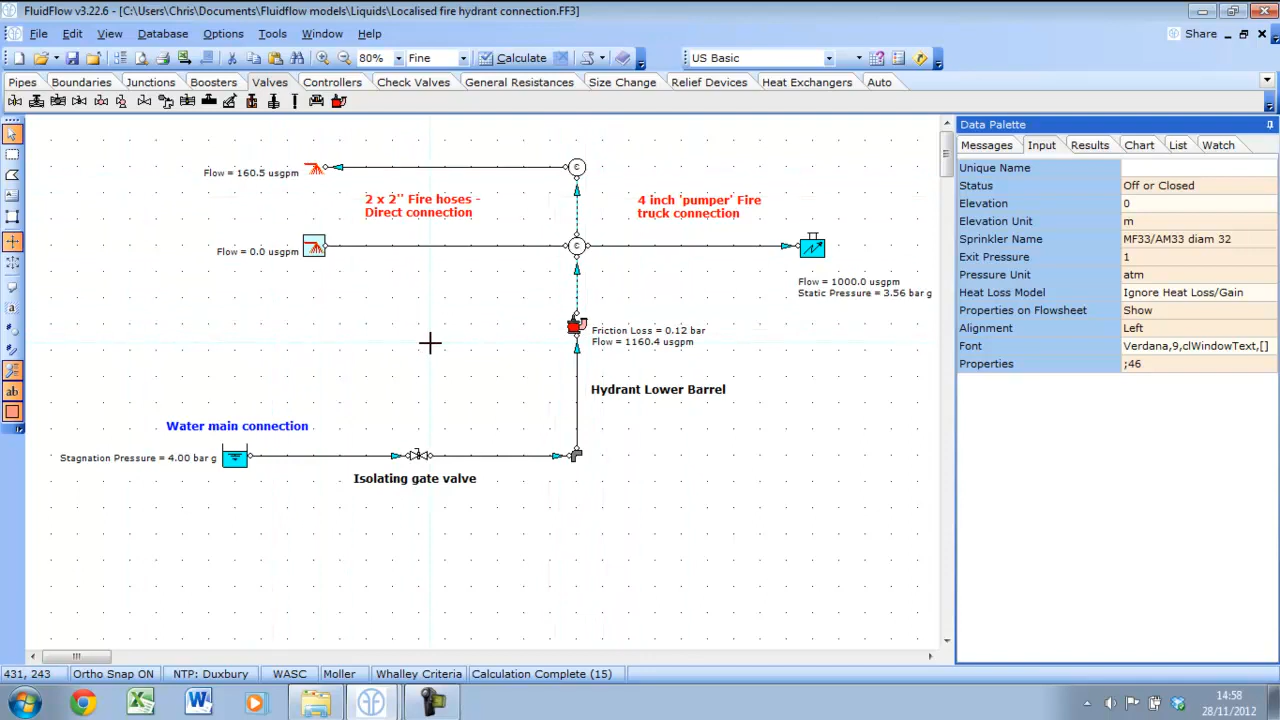 FluidFlow v3.22.6 - [C:\Users\Chris\Documents\Fluidflow models\Liquids\Localised fire hydrant connection.FF3]
File Edit View Database Options Tools Window Help Share
80% Fine Calculate US Basic
Pipes Boundaries Junctions Boosters Valves Controllers Check Valves General Resistances Size Change Relief Devices Heat Exchangers Auto
Data Palette
Messages Input Results Chart List Watch
Unique Name
Status Off or Closed
Elevation 0
Elevation Unit m
Sprinkler Name MF33/AM33 diam 32
Exit Pressure 1
Pressure Unit atm
Heat Loss Model Ignore Heat Loss/Gain
Properties on Flowsheet Show
Alignment Left
Font Verdana,9,clWindowText,[]
Properties ;46
Flow = 160.5 usgpm
C
2 x 2'' Fire hoses -
Direct connection
4 inch 'pumper' Fire
truck connection
Flow = 0.0 usgpm
C
Flow = 1000.0 usgpm
Static Pressure = 3.56 bar g
Friction Loss = 0.12 bar
Flow = 1160.4 usgpm
Hydrant Lower Barrel
Water main connection
Stagnation Pressure = 4.00 bar g
Isolating gate valve
ab
431, 243 Ortho Snap ON NTP: Duxbury WASC Moller Whalley Criteria Calculation Complete (15)
14:58
28/11/2012